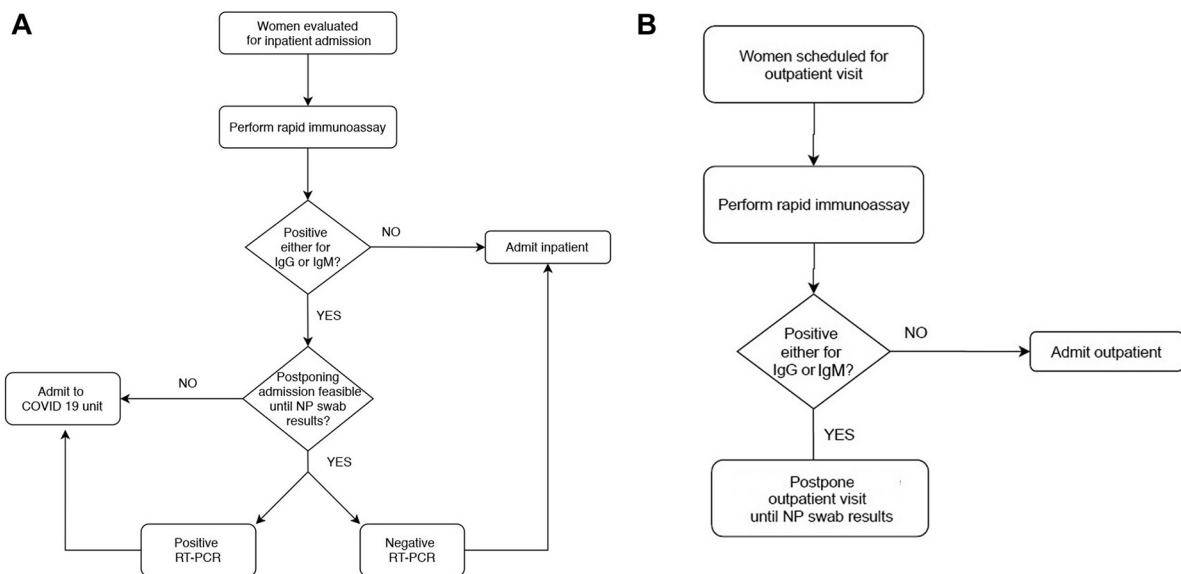 A
Women evaluated
for inpatient admission
Perform rapid immunoassay
Positive
either for
IgG or IgM?
NO
Admit inpatient
YES
Postponing
admission feasible
until NP swab
results?
NO
Admit to
COVID 19 unit
YES
Positive
RT-PCR
Negative
RT-PCR
B
Women scheduled for
outpatient visit
Perform rapid immunoassay
Positive
either for
IgG or IgM?
NO
Admit outpatient
YES
Postpone
outpatient visit
until NP swab results